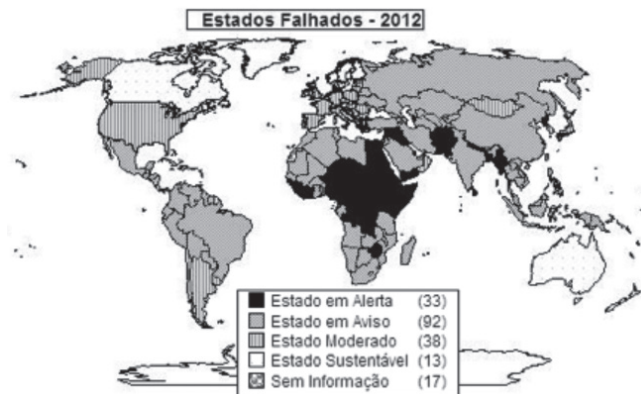 Estados Falhados - 2012
Estado em Alerta (33)
Estado em Aviso (92)
Estado Moderado (38)
Estado Sustentável (13)
Sem Informação (17)